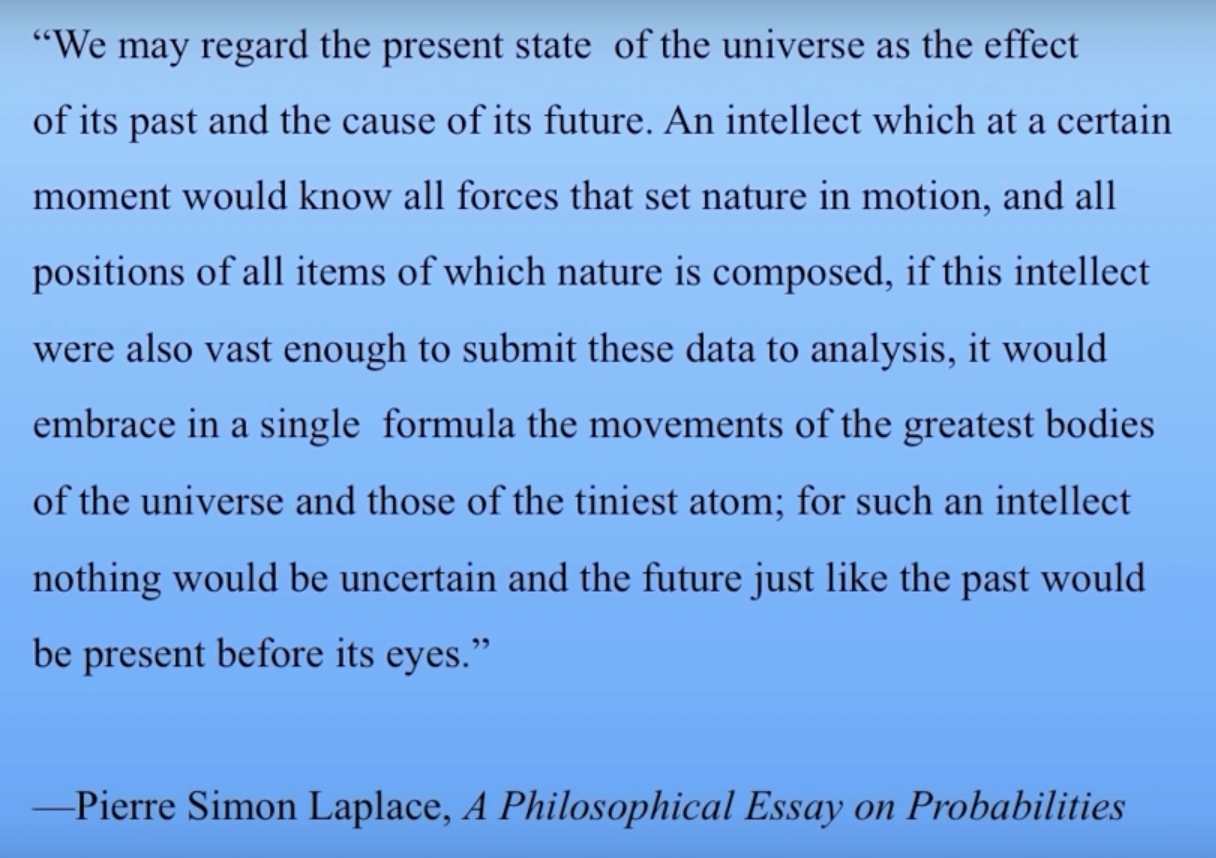 “We may regard the present state  of the universe as the effect
of its past and the cause of its future. An intellect which at a certain
moment would know all forces that set nature in motion, and all
positions of all items of which nature is composed, if this intellect
were also vast enough to submit these data to analysis, it would
embrace in a single  formula the movements of the greatest bodies
of the universe and those of the tiniest atom; for such an intellect
nothing would be uncertain and the future just like the past would
be present before its eyes.”
—Pierre Simon Laplace, A Philosophical Essay on Probabilities